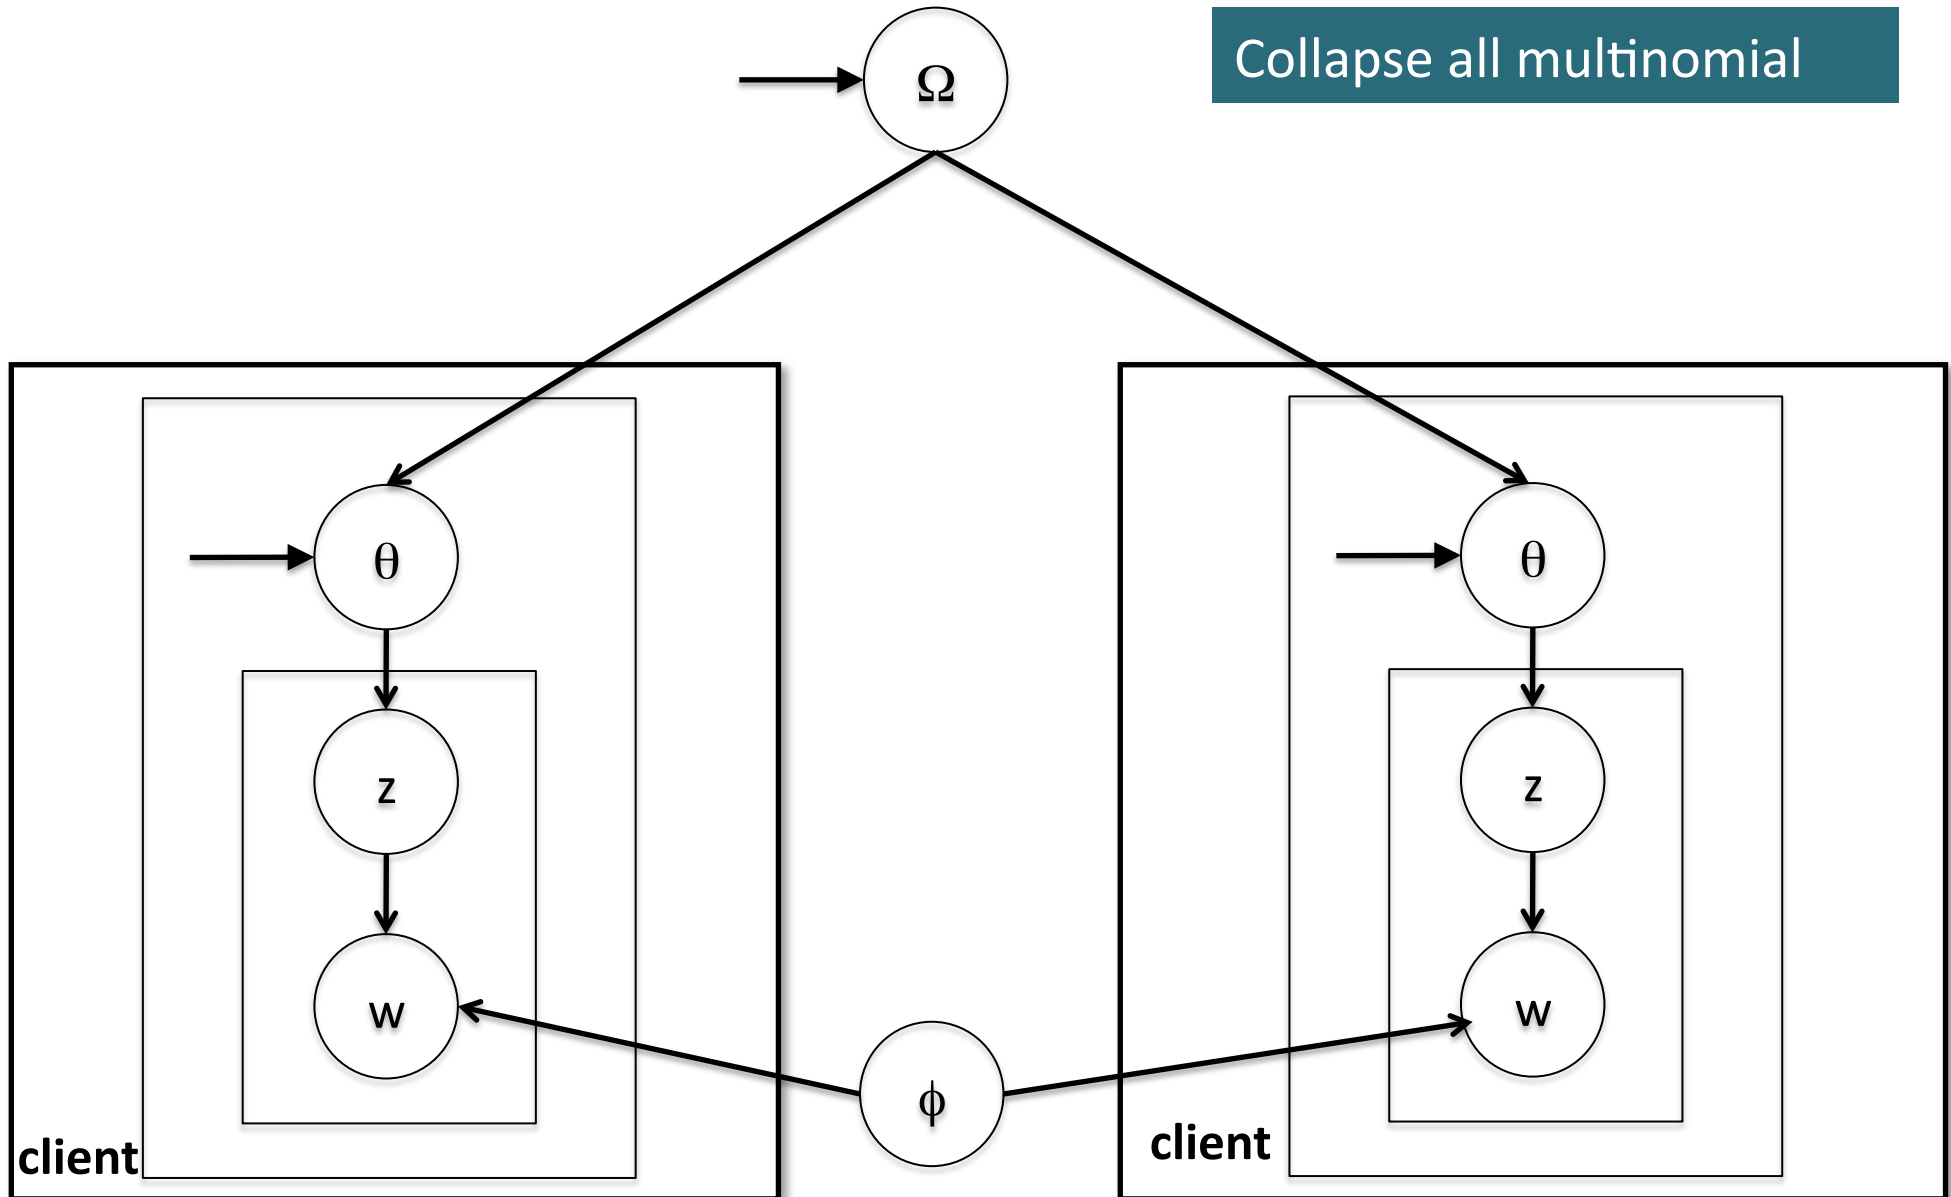 Ω
Collapse all multinomial
θ
θ
z
z
w
w
ϕ
client
client